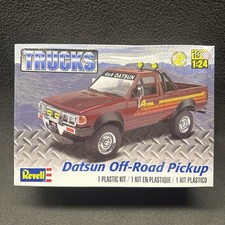 TRUCKS
1:24
4x4 DATSUN
Datsun Off-Road Pickup
1 PLASTIC KIT / 1 KIT EN PLASTIQUE / 1 KIT PLÁSTICO
Revell